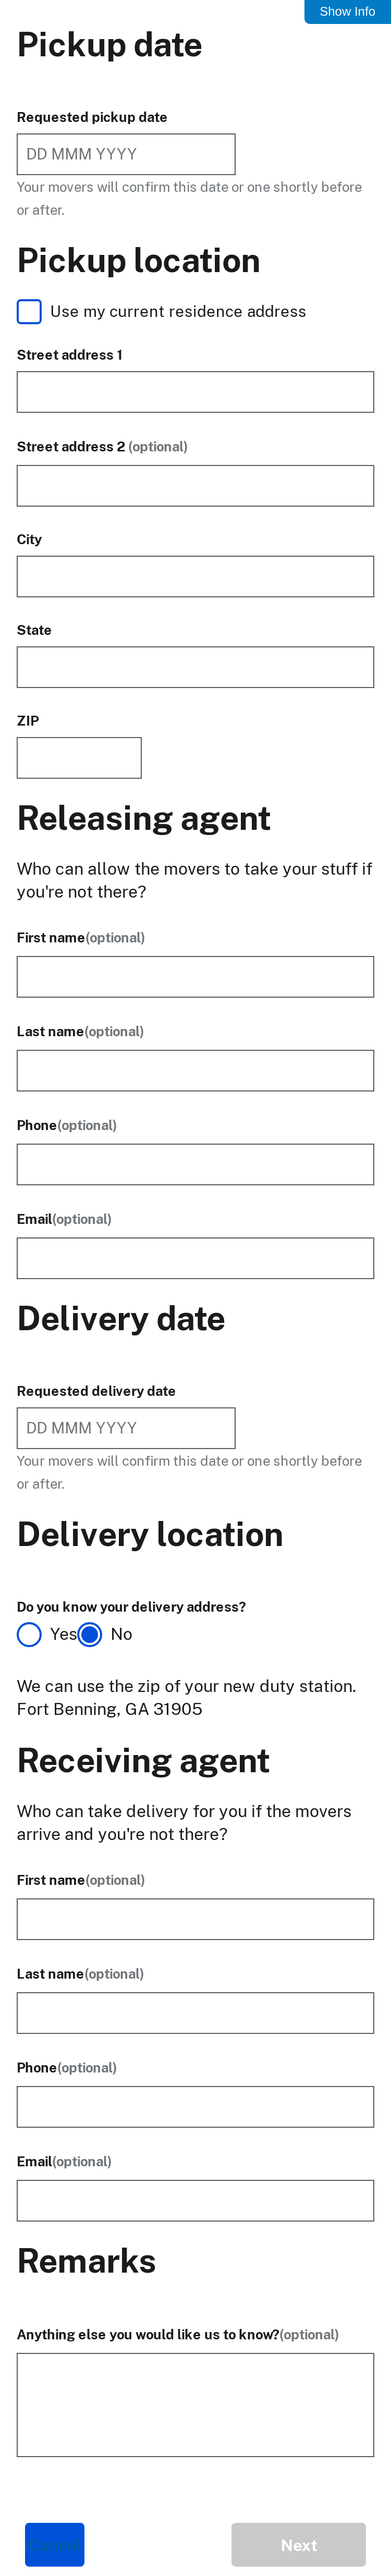 Show Info
Pickup date
Requested pickup date
DD MMM YYYY
Your movers will confirm this date or one shortly before
or after.
Pickup location
Use my current residence address
Street address 1
Street address 2 (optional)
City
State
ZIP
Releasing agent
Who can allow the movers to take your stuff if
you're not there?
First name(optional)
Last name(optional)
Phone(optional)
Email(optional)
Delivery date
Requested delivery date
DD MMM YYYY
Your movers will confirm this date or one shortly before
or after.
Delivery location
Do you know your delivery address?
Yes No
We can use the zip of your new duty station.
Fort Benning, GA 31905
Receiving agent
Who can take delivery for you if the movers
arrive and you're not there?
First name(optional)
Last name(optional)
Phone(optional)
Email(optional)
Remarks
Anything else you would like us to know?(optional)
Cancel Next